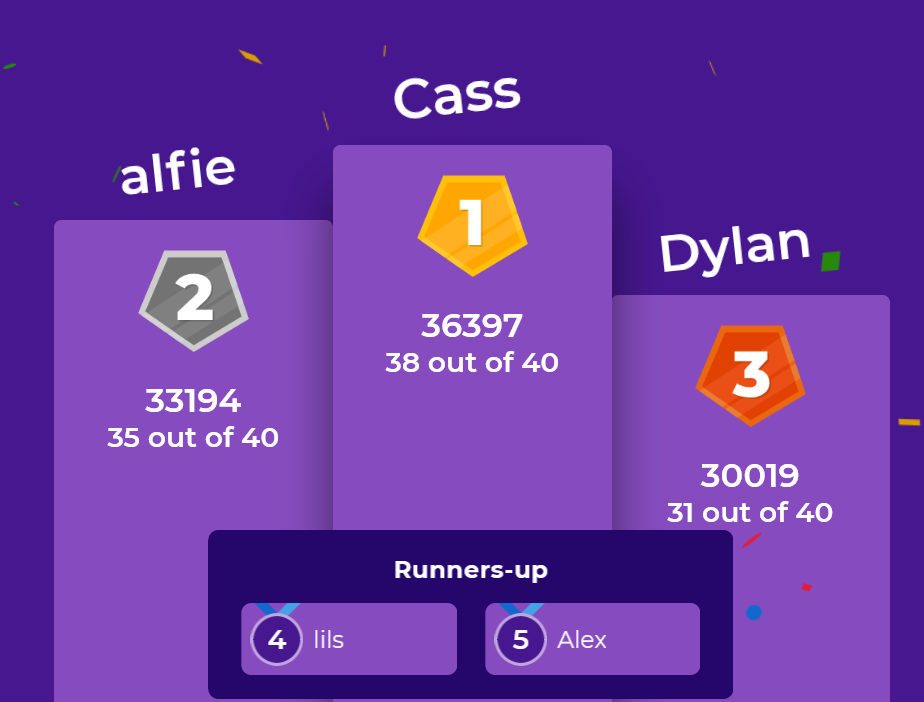 Cass
1
36397
38 out of 40
alfie
2
33194
35 out of 40
Dylan
3
30019
31 out of 40
Runners-up
4 lils
5 Alex